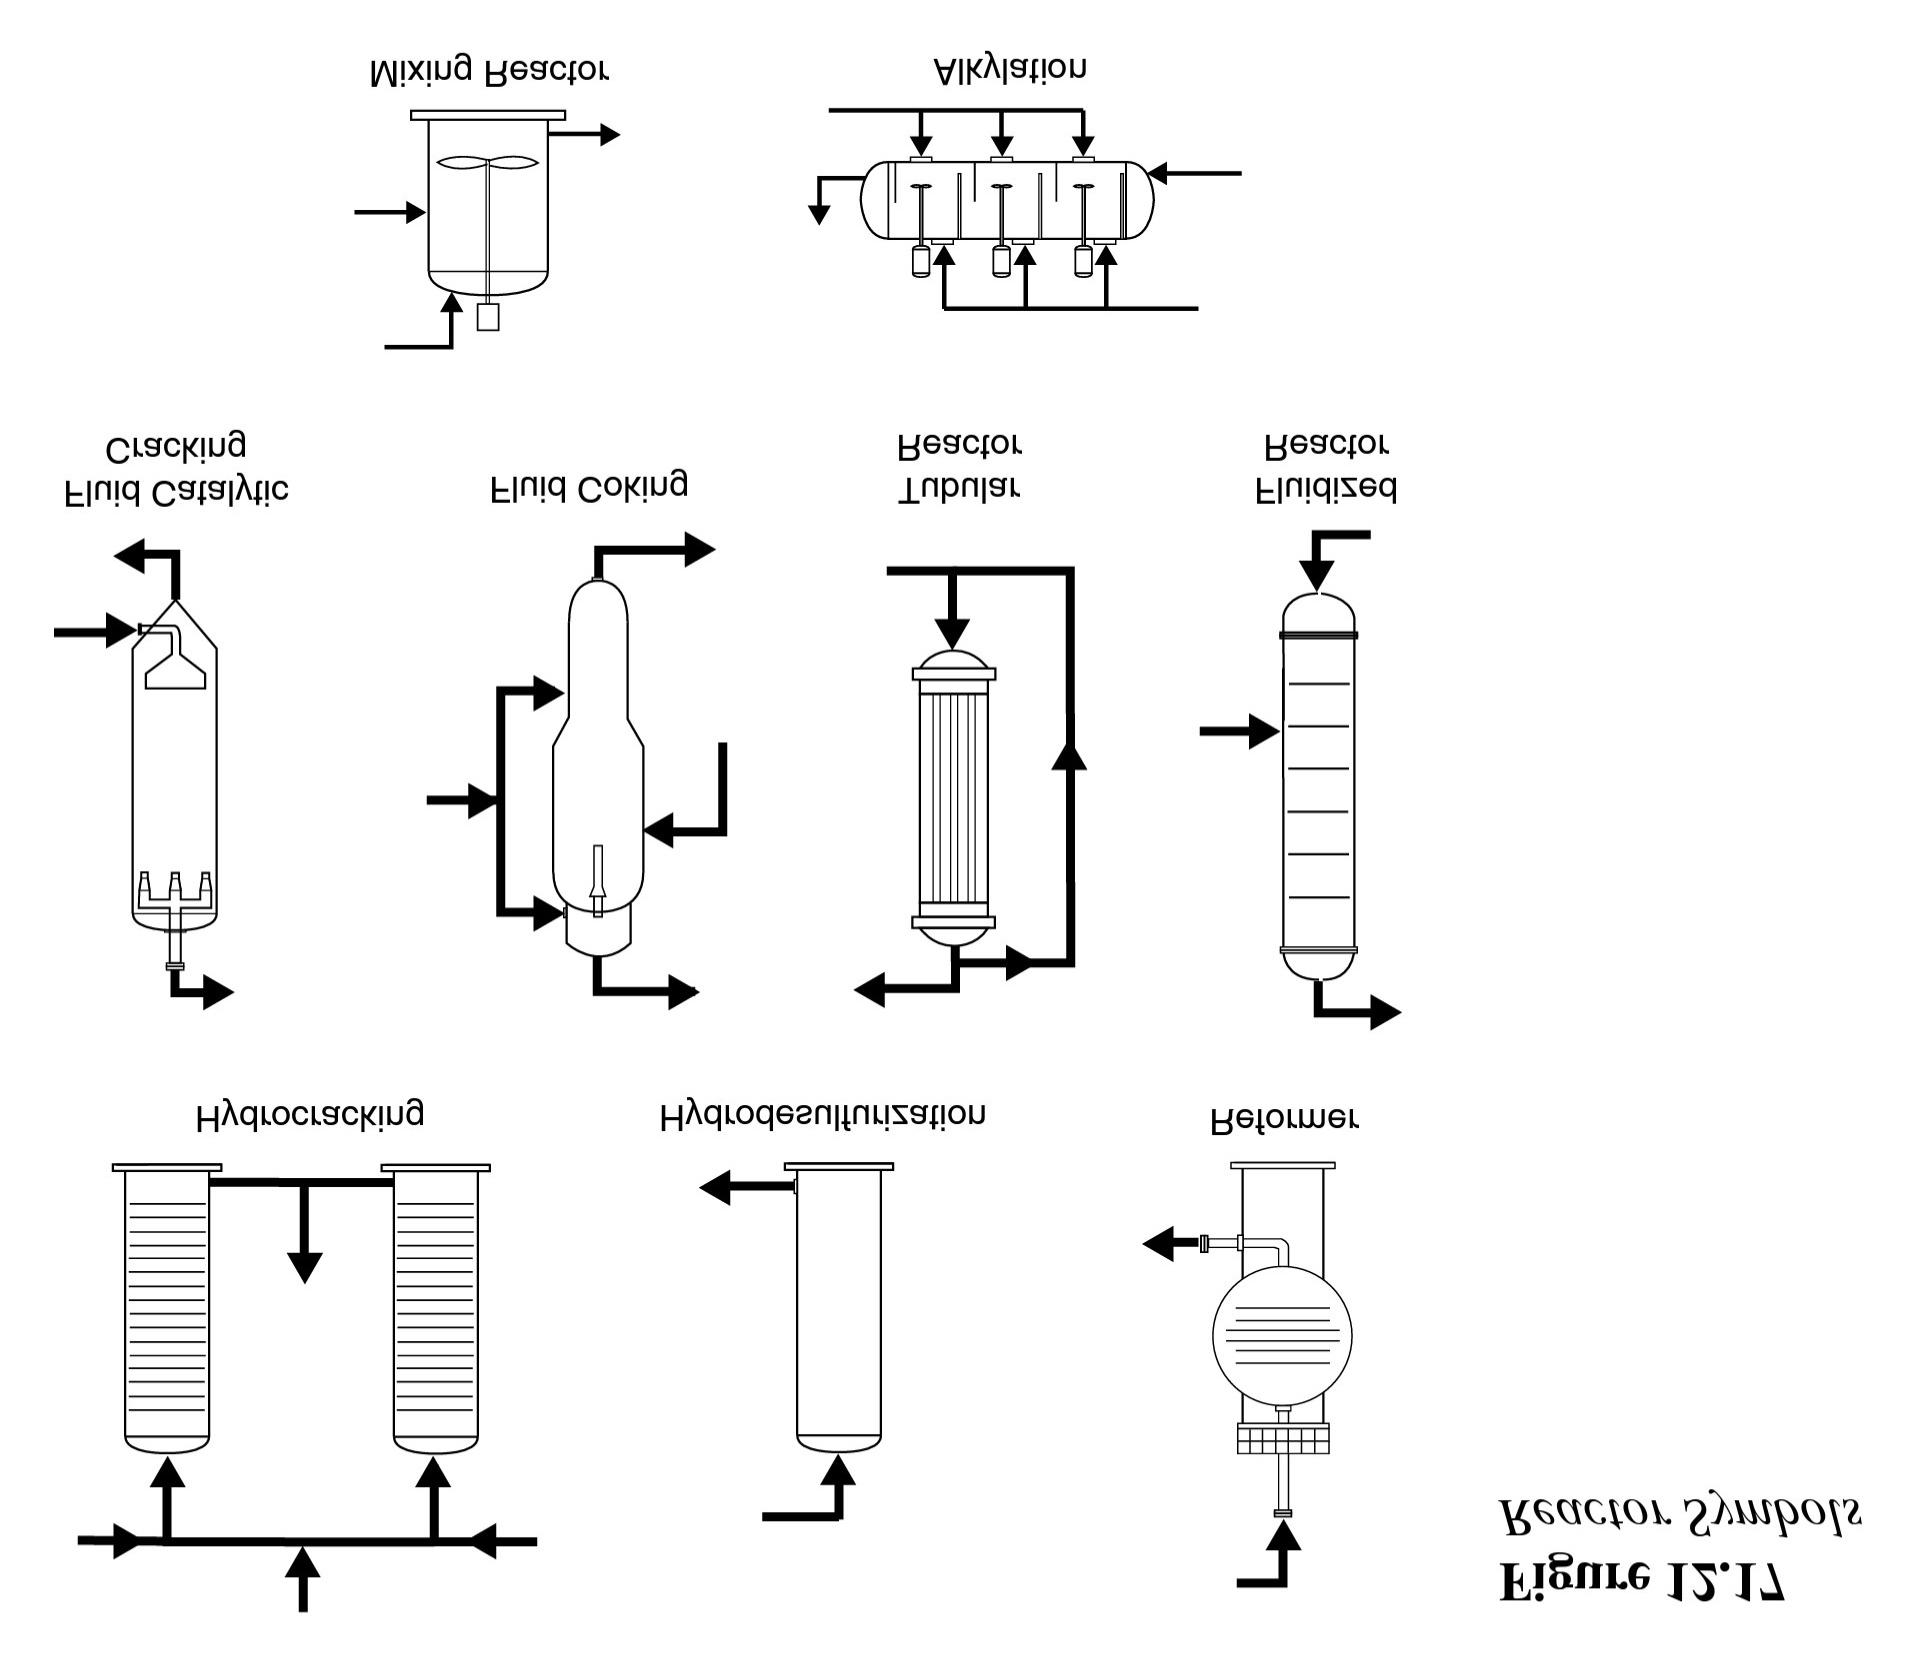 Figure 12.17
Reactor Symbols
Hydrocracking
Hydrodesulfurization
Reformer
Fluid Catalytic
Cracking
Fluid Coking
Tubular
Reactor
Fluidized
Reactor
Mixing Reactor
Alkylation